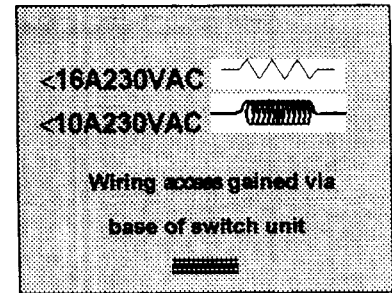 <16A230VAC
<10A230VAC
Wiring access gained via
base of switch unit